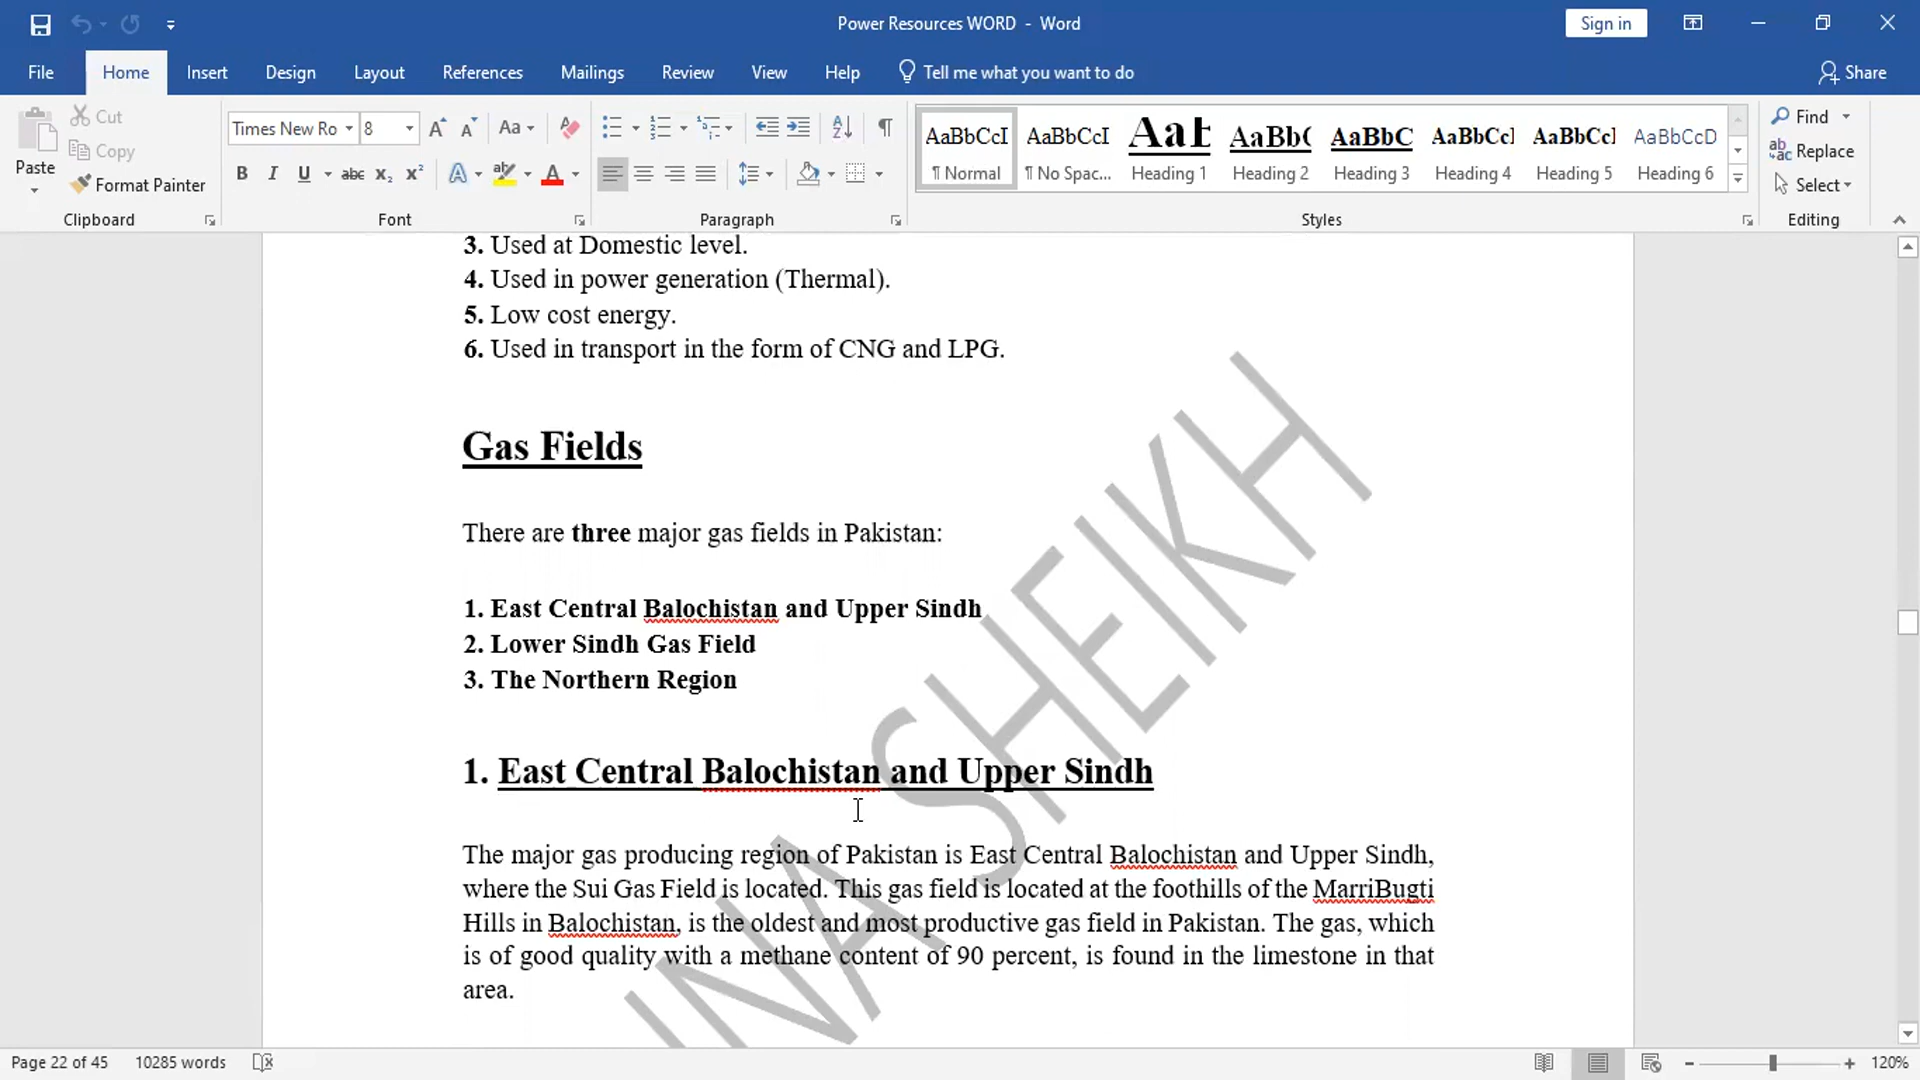 Power Resources WORD - Word
Sign in
File Home Insert Design Layout References Mailings Review View Help Tell me what you want to do Share
Cut
Copy
Paste
Format Painter
Clipboard
Times New Ro 8
Font
Paragraph
AaBbCcI AaBbCcI AaB AaBb( AaBbC AaBbCcl AaBbCcl AaBbCcD
¶ Normal ¶ No Spac... Heading 1 Heading 2 Heading 3 Heading 4 Heading 5 Heading 6
Styles
Find
Replace
Select
Editing
3. Used at Domestic level.
4. Used in power generation (Thermal).
5. Low cost energy.
6. Used in transport in the form of CNG and LPG.
Gas Fields
There are three major gas fields in Pakistan:
1. East Central Balochistan and Upper Sindh
2. Lower Sindh Gas Field
3. The Northern Region
1. East Central Balochistan and Upper Sindh
The major gas producing region of Pakistan is East Central Balochistan and Upper Sindh,
where the Sui Gas Field is located. This gas field is located at the foothills of the MarriBugti
Hills in Balochistan, is the oldest and most productive gas field in Pakistan. The gas, which
is of good quality with a methane content of 90 percent, is found in the limestone in that
area.
INA SHEIKH
Page 22 of 45 10285 words 120%